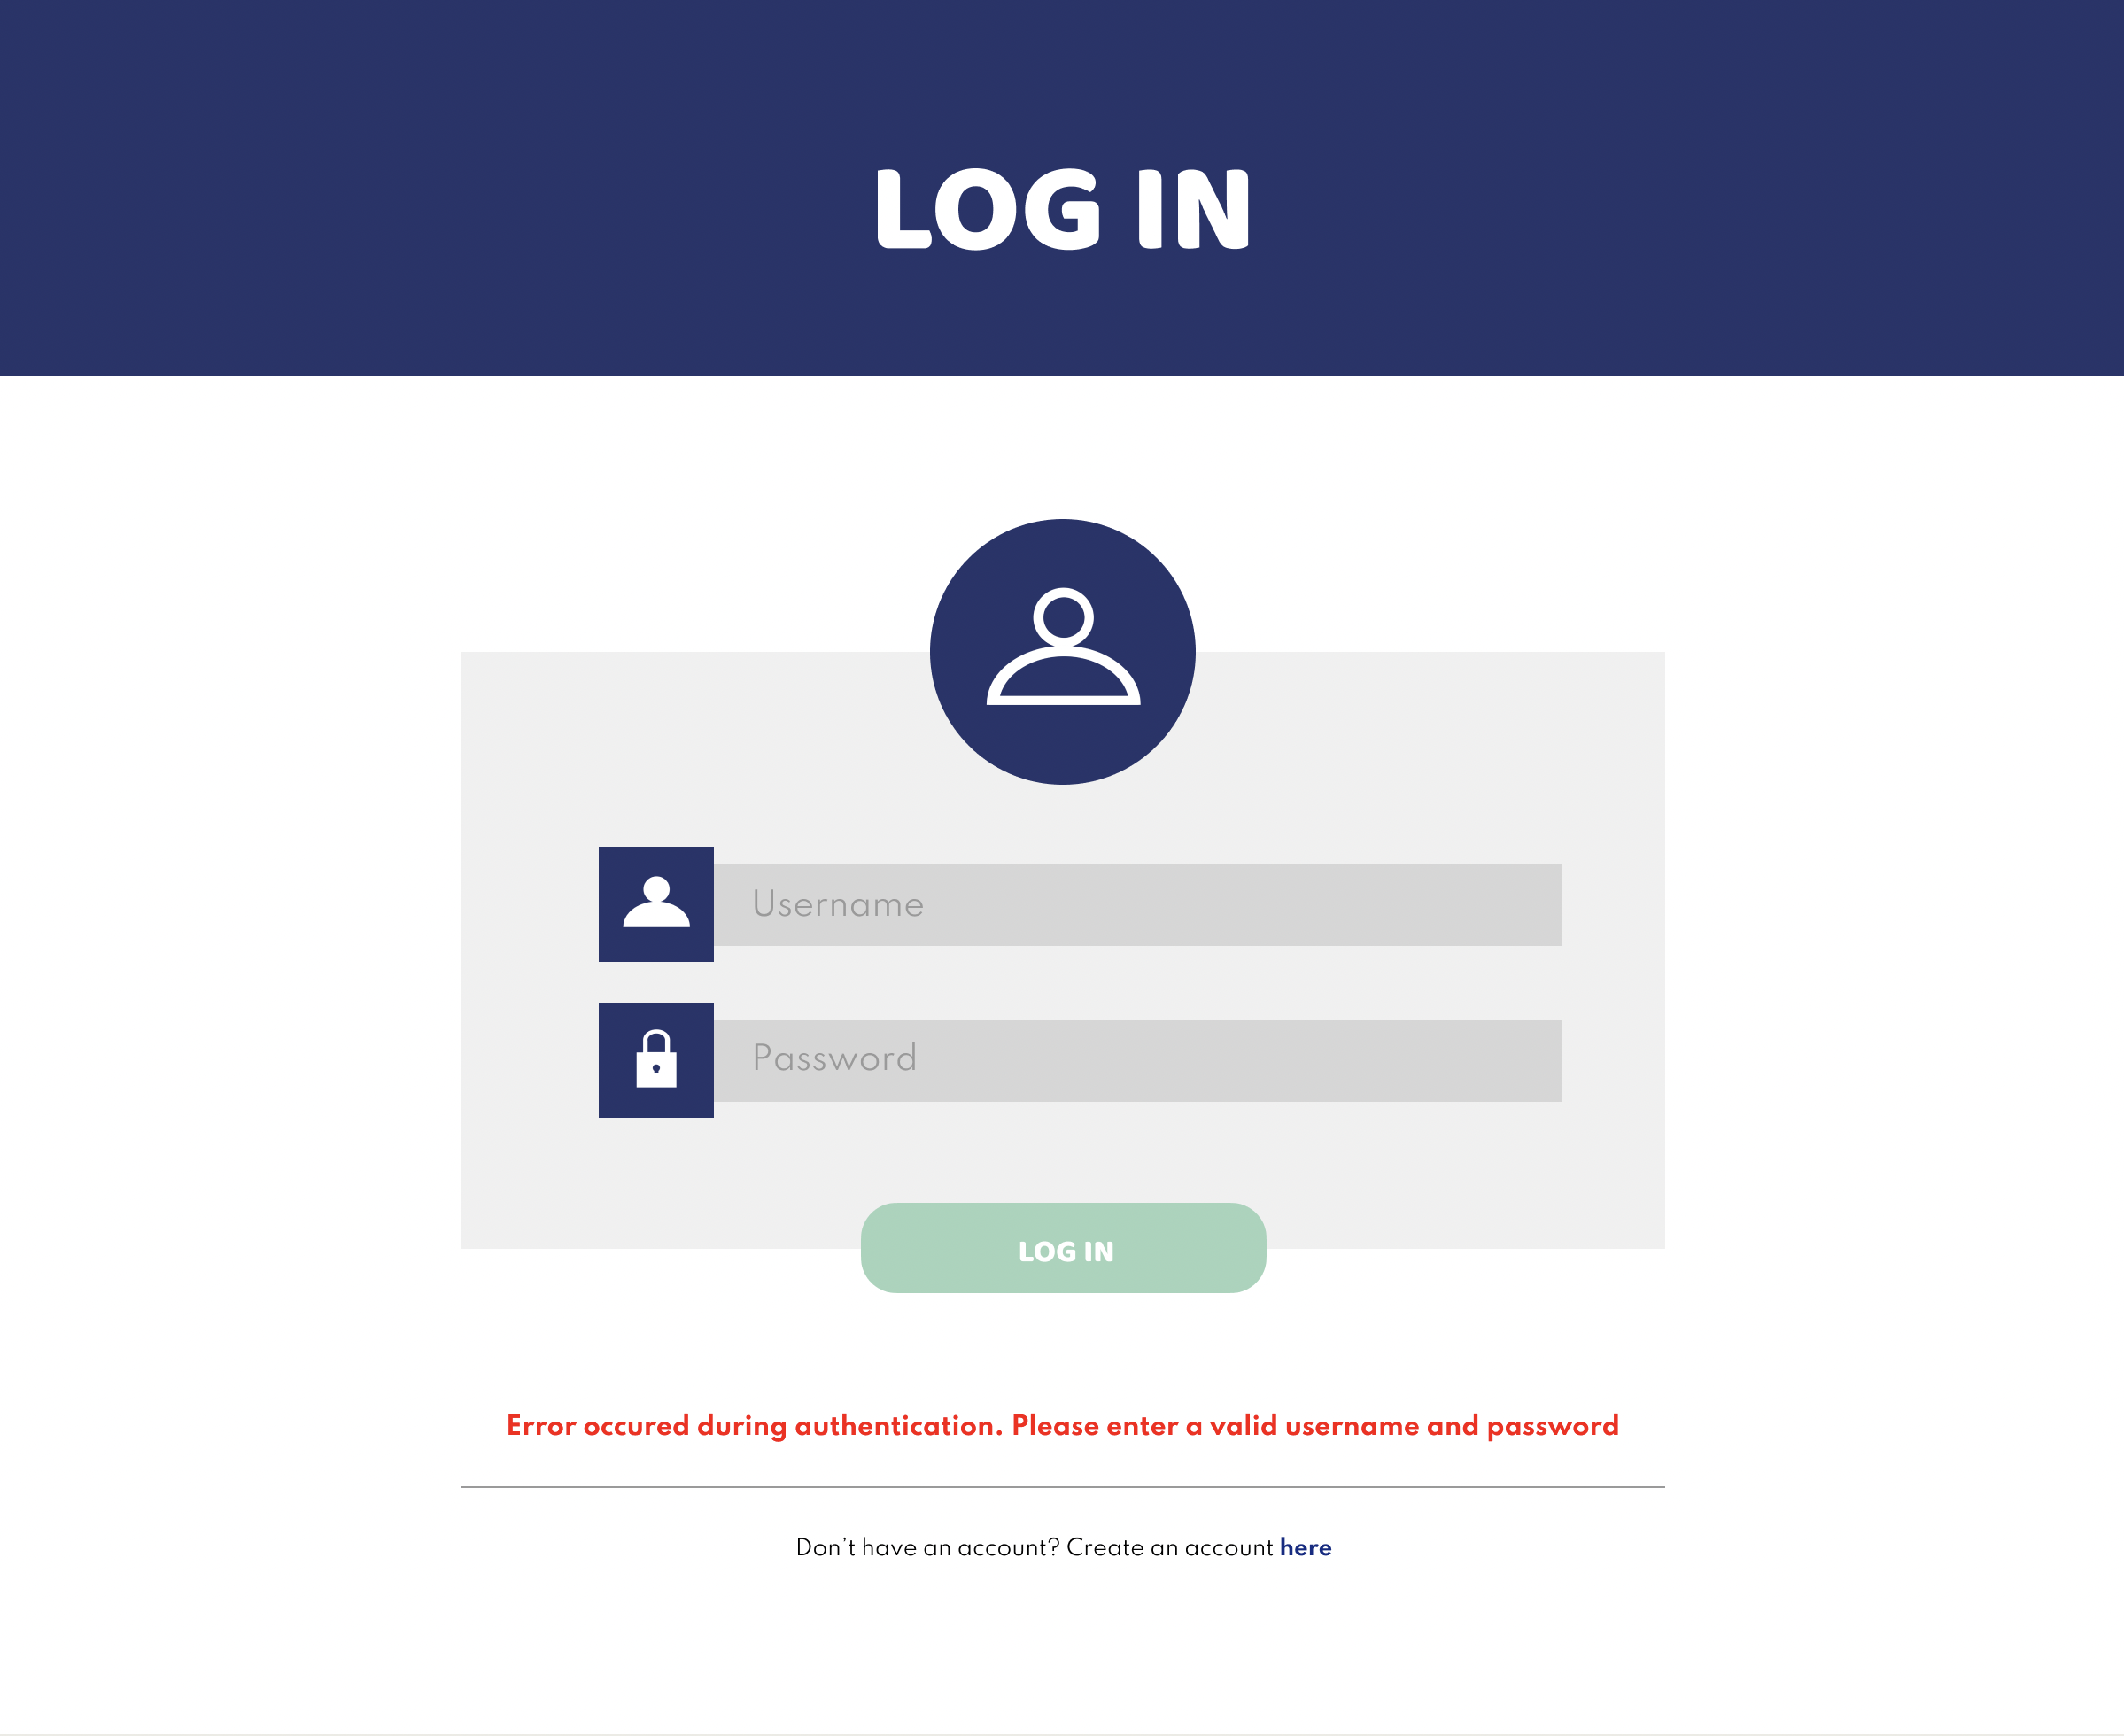 LOG IN
Username
Password
LOG IN
Error occured during authentication. Please enter a valid username and password
Don't have an account? Create an account here